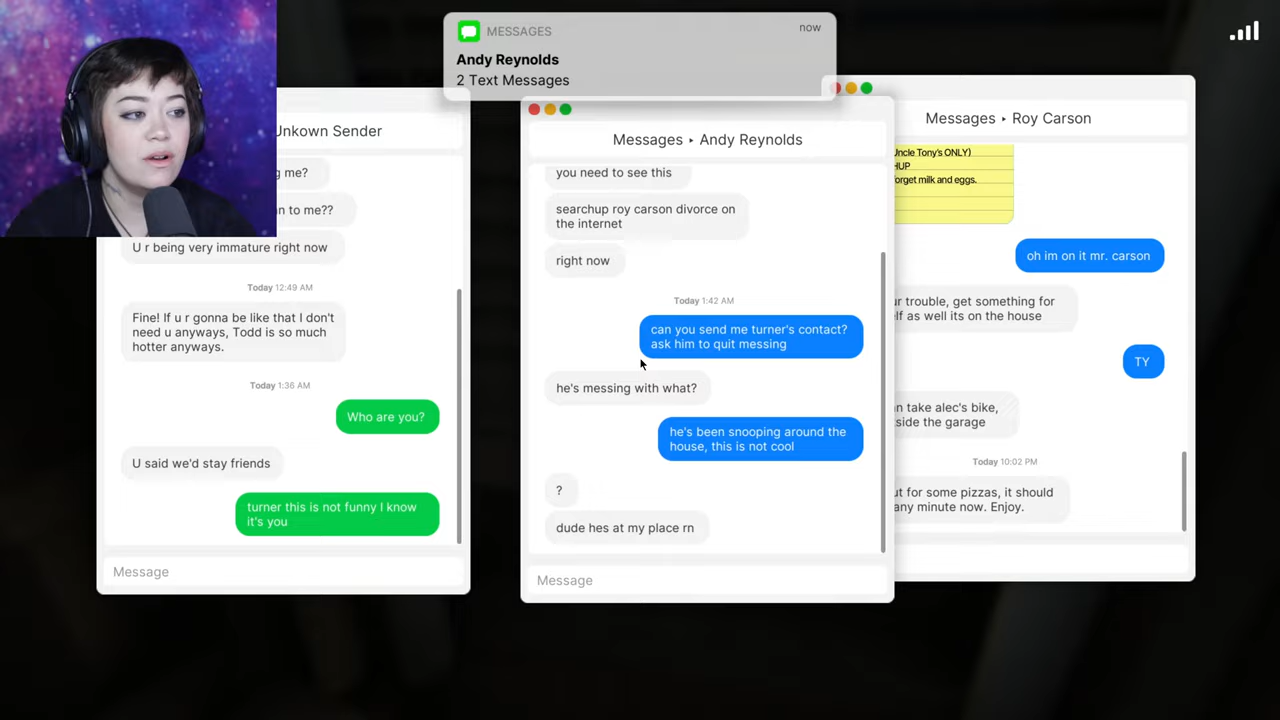 MESSAGES
now
Andy Reynolds
2 Text Messages
Unkown Sender
g me?
n to me??
U r being very immature right now
Today 12:49 AM
Fine! If u r gonna be like that I don't
need u anyways, Todd is so much
hotter anyways.
Today 1:36 AM
Who are you?
U said we'd stay friends
turner this is not funny I know
it's you
Message
Messages ‣ Andy Reynolds
you need to see this
searchup roy carson divorce on
the internet
right now
Today 1:42 AM
can you send me turner's contact?
ask him to quit messing
he's messing with what?
he's been snooping around the
house, this is not cool
?
dude hes at my place rn
Message
Messages ‣ Roy Carson
Uncle Tony's ONLY)
HUP
orget milk and eggs.
oh im on it mr. carson
ur trouble, get something for
elf as well its on the house
TY
n take alec's bike,
side the garage
Today 10:02 PM
ut for some pizzas, it should
any minute now. Enjoy.